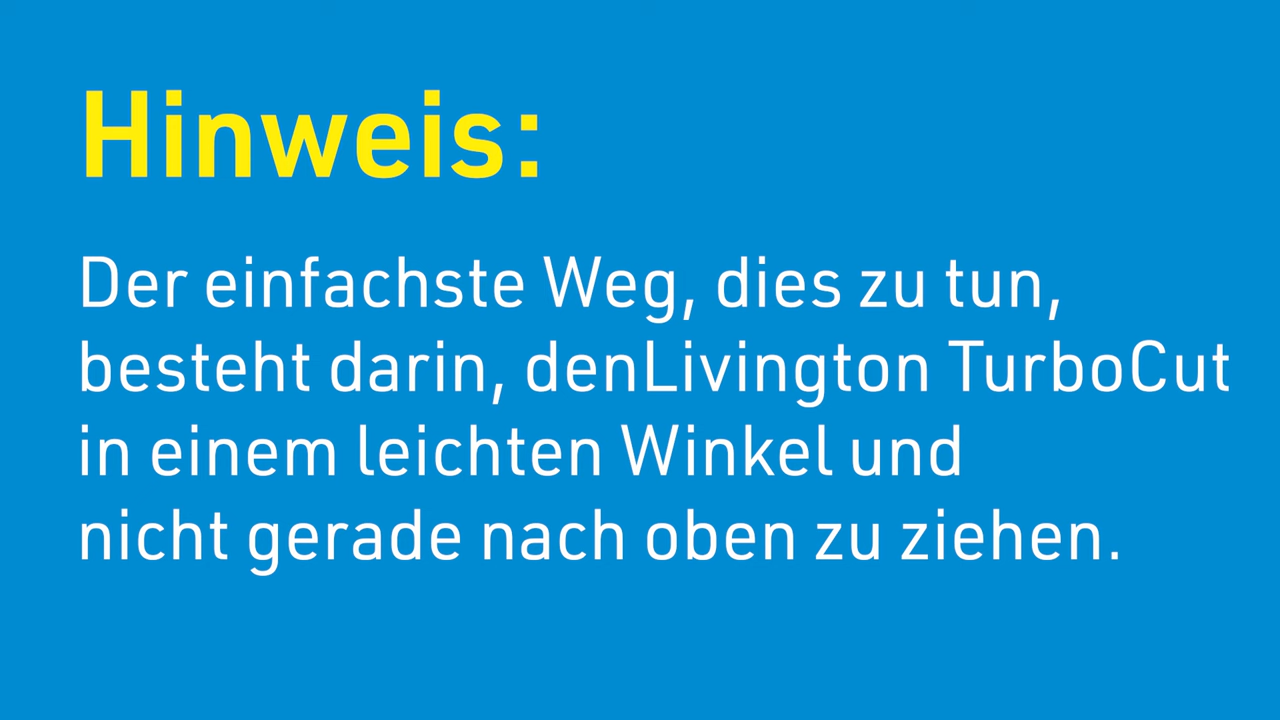 Hinweis:
Der einfachste Weg, dies zu tun,
besteht darin, denLivington TurboCut
in einem leichten Winkel und
nicht gerade nach oben zu ziehen.